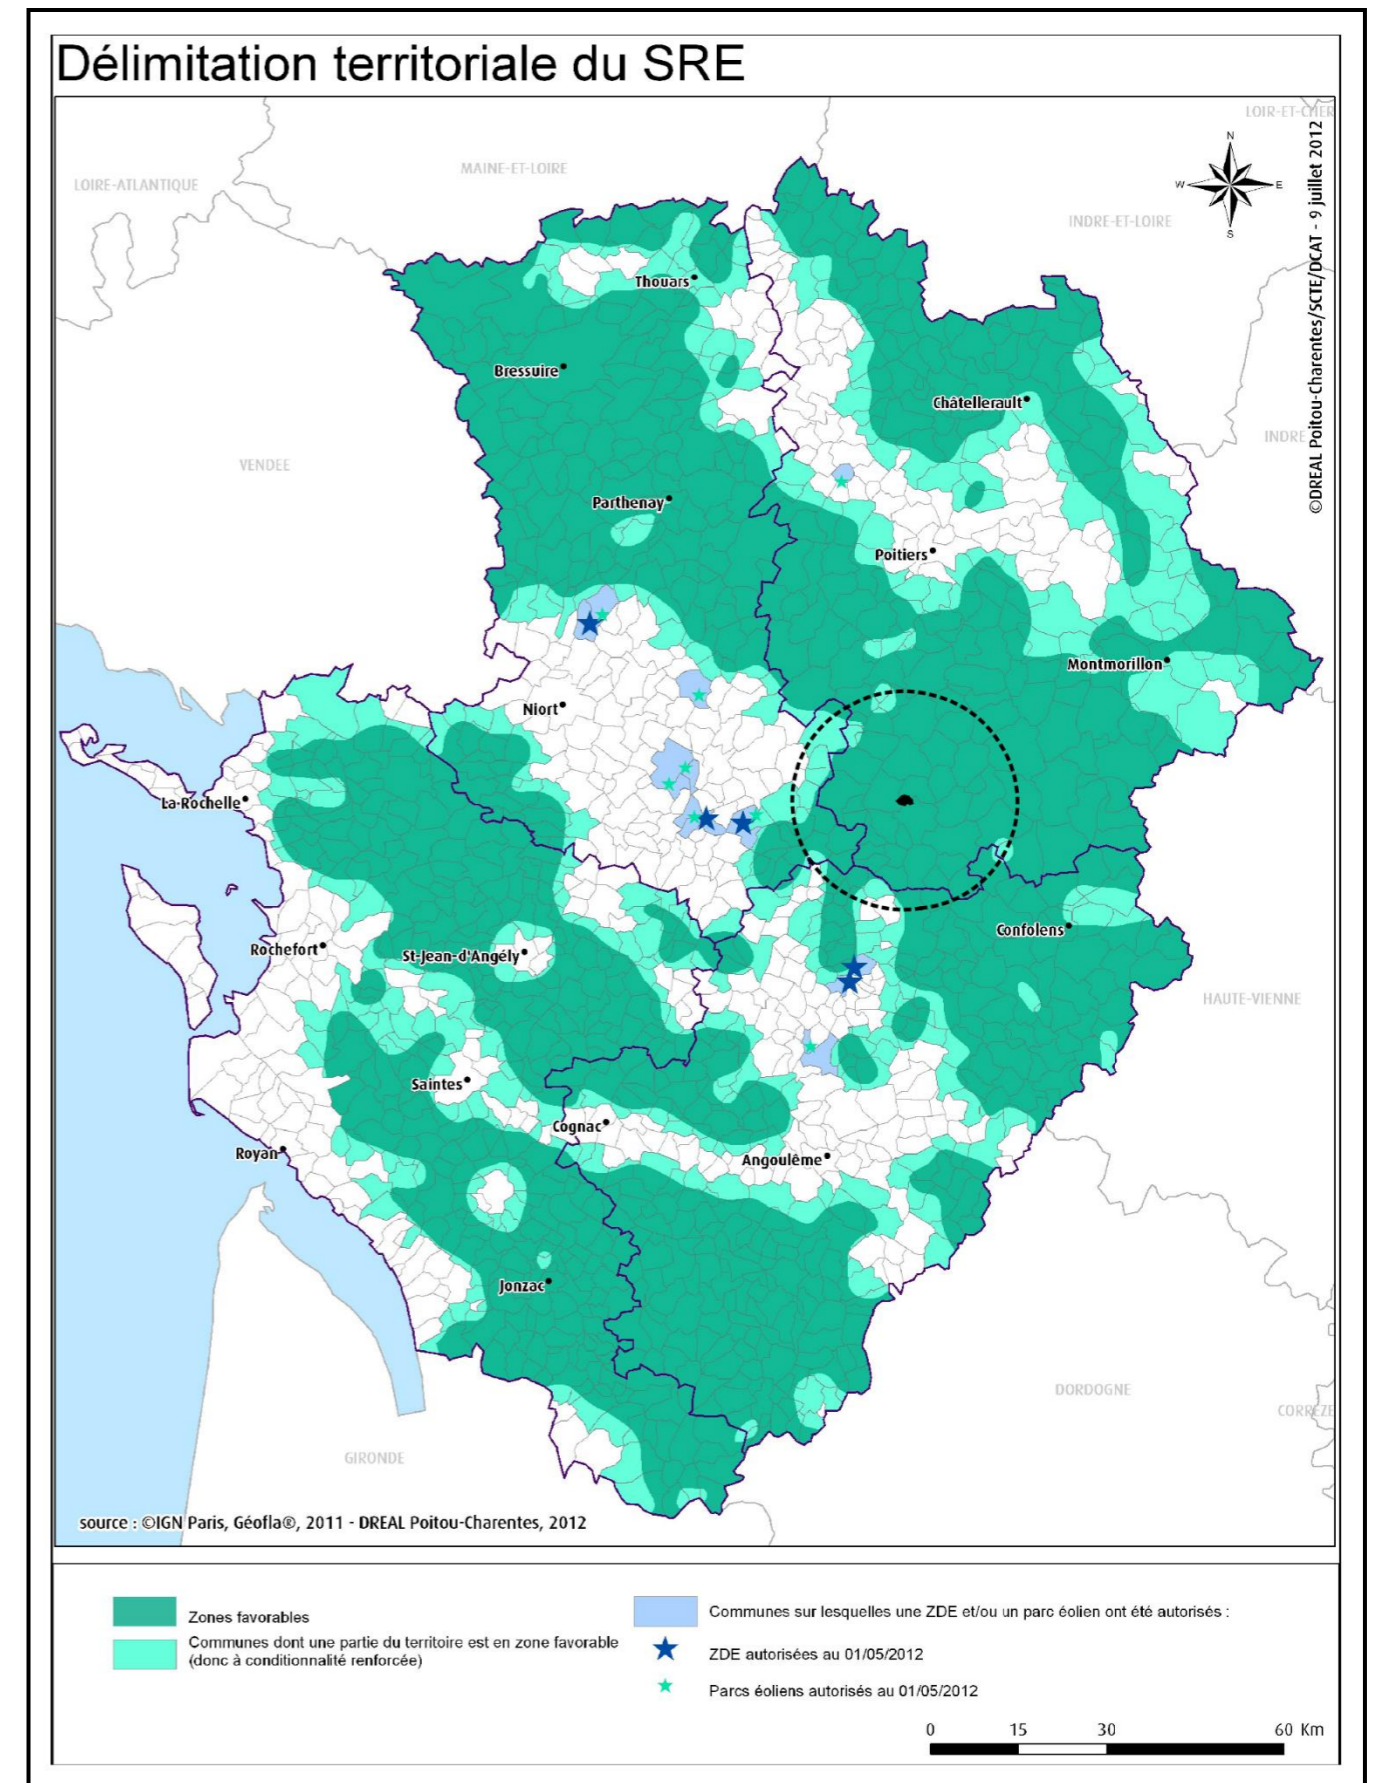 Délimitation territoriale du SRE
LOIR-ET-CHER
MAINE-ET-LOIRE
LOIRE-ATLANTIQUE
N
W
E
S
INDRE-ET-LOIRE
©DREAL Poitou-Charentes/SCTE/DCAT - 9 juillet 2012
Thouars
Bressuire
Châtellerault
INDRE
VENDEE
Parthenay
Poitiers
Montmorillon
Niort
La-Rochelle
Confolens
Rochefort
St-Jean-d'Angély
HAUTE-VIENNE
Saintes
Cognac
Royan
Angoulême
Jonzac
DORDOGNE
CORREZE
GIRONDE
source : ©IGN Paris, Géofla®, 2011 - DREAL Poitou-Charentes, 2012
Zones favorables
Communes dont une partie du territoire est en zone favorable
(donc à conditionnalité renforcée)
Communes sur lesquelles une ZDE et/ou un parc éolien ont été autorisés :
ZDE autorisées au 01/05/2012
Parcs éoliens autorisés au 01/05/2012
0 15 30 60 Km